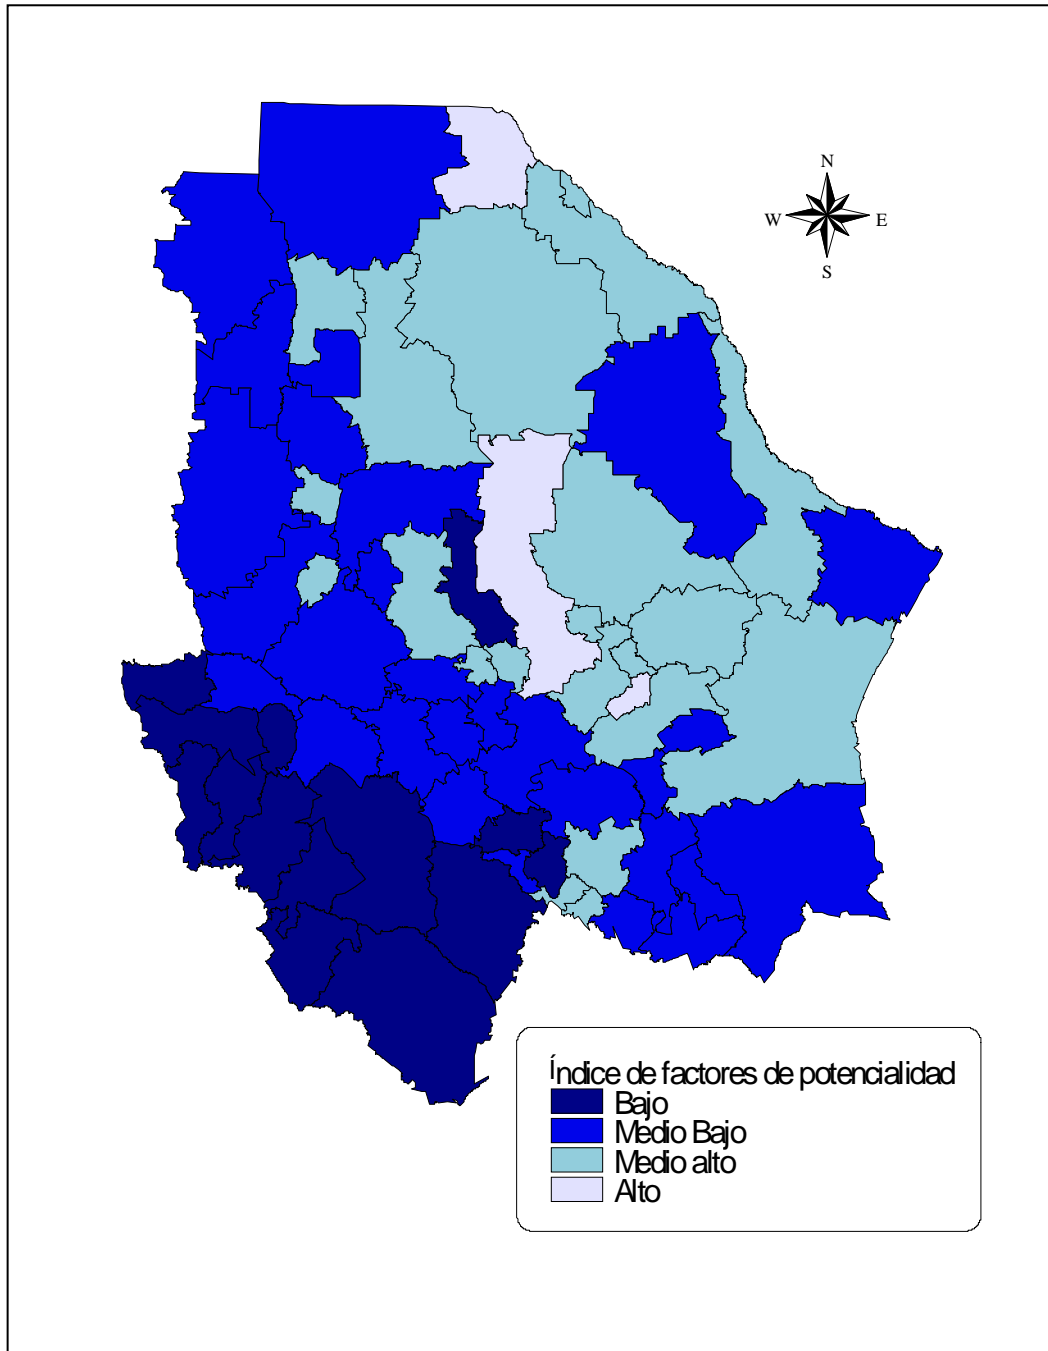 N
W E
S
Índice de factores de potencialidad
Bajo
Medio Bajo
Medio alto
Alto